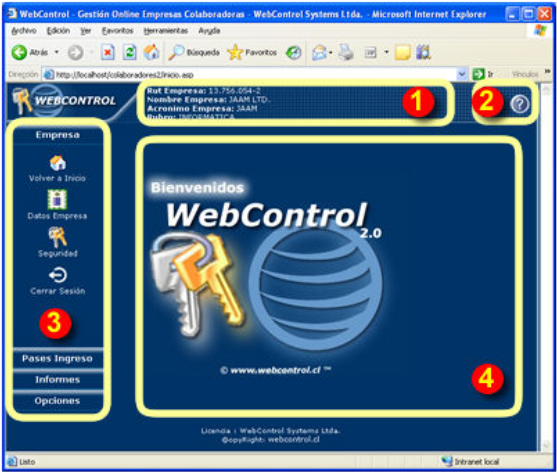 WebControl - Gestión Online Empresas Colaboradoras - WebControl Systems Ltda. - Microsoft Internet Explorer
Archivo Edición Ver Favoritos Herramientas Ayuda
Atrás Búsqueda Favoritos
Dirección http://localhost/colaboradores2/inicio.asp Ir Vínculos
WEBCONTROL
Rut Empresa: 13.756.054-2
Nombre Empresa: JAAM LTD.
Acronimo Empresa: JAAM
Rubro: INFORMATICA
1
2
?
Empresa
Volver a Inicio
Datos Empresa
Seguridad
Cerrar Sesión
3
Pases Ingreso
Informes
Opciones
Bienvenidos
WebControl
2.0
© www.webcontrol.cl ™
4
Licencia : WebControl Systems Ltda.
©opyRight: webcontrol.cl
Listo Intranet local